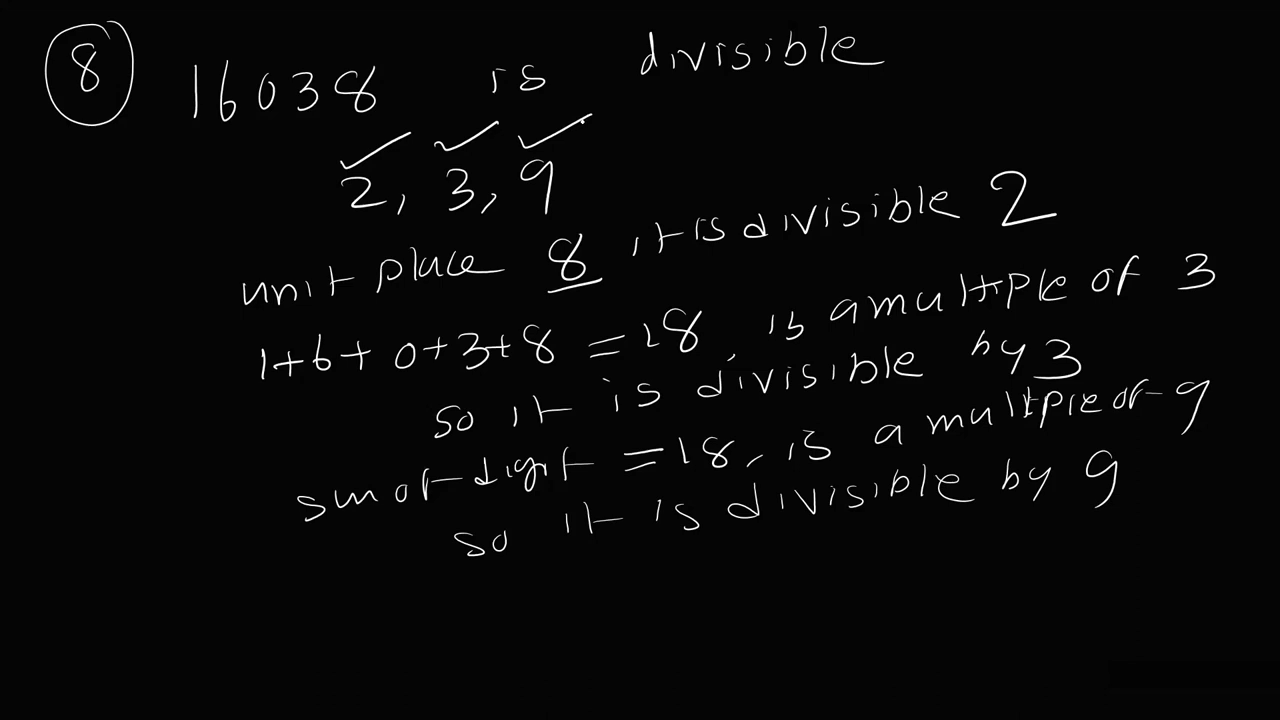 8 16038 is divisible
2, 3, 9
unit place 8 it is divisible 2
1+6+0+3+8=18 is a multiple of 3
so it is divisible by 3
sum of digit =18, is a multpie of 9
so it is divisible by 9